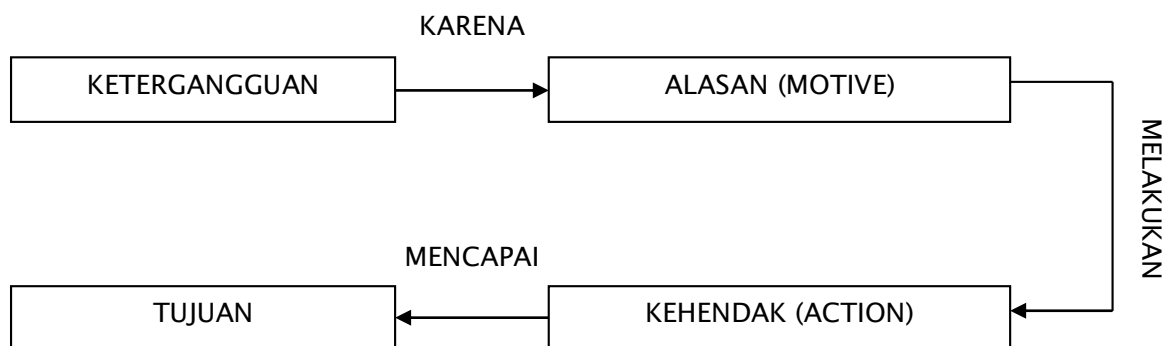 KARENA
KETERGANGGUAN
ALASAN (MOTIVE)
MELAKUKAN
MENCAPAI
TUJUAN
KEHENDAK (ACTION)